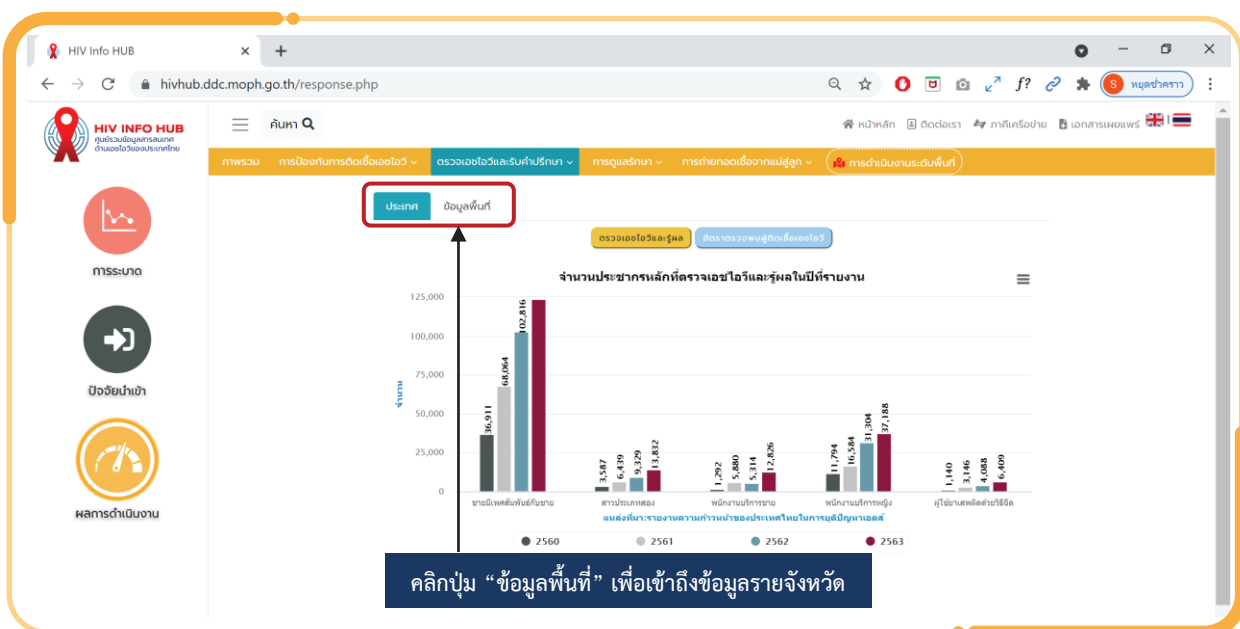 HIV Info HUB
hivhub.ddc.moph.go.th/response.php
f?
S หยุดชั่วคราว
HIV INFO HUB
ศูนย์รวมข้อมูลสารสนเทศ
ด้านเอชไอวีของประเทศไทย
ค้นหา
หน้าหลัก ติดต่อเรา ภาคีเครือข่าย เอกสารเผยแพร่ |
ภาพรวม การป้องกันการติดเชื้อเอชไอวี ตรวจเอชไอวีและรับคำปรึกษา การดูแลรักษา การถ่ายทอดเชื้อจากแม่สู่ลูก การดำเนินงานระดับพื้นที่
ประเทศ ข้อมูลพื้นที่
ตรวจเอชไอวีและรู้ผล อัตราตรวจพบผู้ติดเชื้อเอชไอวี
การระบาด
ปัจจัยนำเข้า
ผลการดำเนินงาน
จำนวนประชากรหลักที่ตรวจเอชไอวีและรู้ผลในปีที่รายงาน
จำนวน
125,000
100,000
75,000
50,000
25,000
0
36,911 68,064 102,816
3,587 6,439 9,329 13,832
1,292 5,880 5,314 12,826
11,794 16,584 31,304 37,188
1,140 3,146 4,088 6,409
ชายมีเพศสัมพันธ์กับชาย สาวประเภทสอง พนักงานบริการชาย พนักงานบริการหญิง ผู้ใช้ยาเสพติดด้วยวิธีฉีด
แหล่งที่มา:รายงานความก้าวหน้าของประเทศไทยในการยุติปัญหาเอดส์
2560 2561 2562 2563
คลิกปุ่ม “ข้อมูลพื้นที่” เพื่อเข้าถึงข้อมูลรายจังหวัด